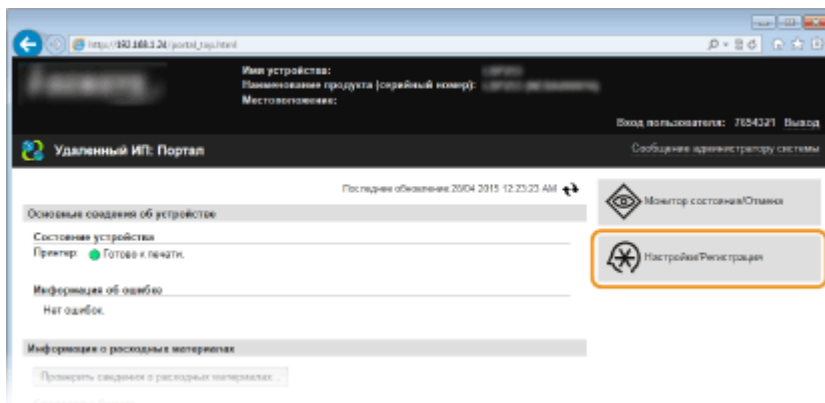 http://192.168.1.24/portal_top.html
Имя устройства:
Наименование продукта (серийный номер):
Местоположение:
Вход пользователя: 7654321 Выход
Удаленный ИП: Портал
Сообщение администратору системы
Последнее обновление: 28/04 2015 12:23:23 AM
Монитор состояния/Отмена
Основные сведения об устройстве
Состояние устройства
Принтер: Готово к печати.
Настройки/Регистрация
Информация об ошибке
Нет ошибок.
Информация о расходных материалах
Проверить сведения о расходных материалах...